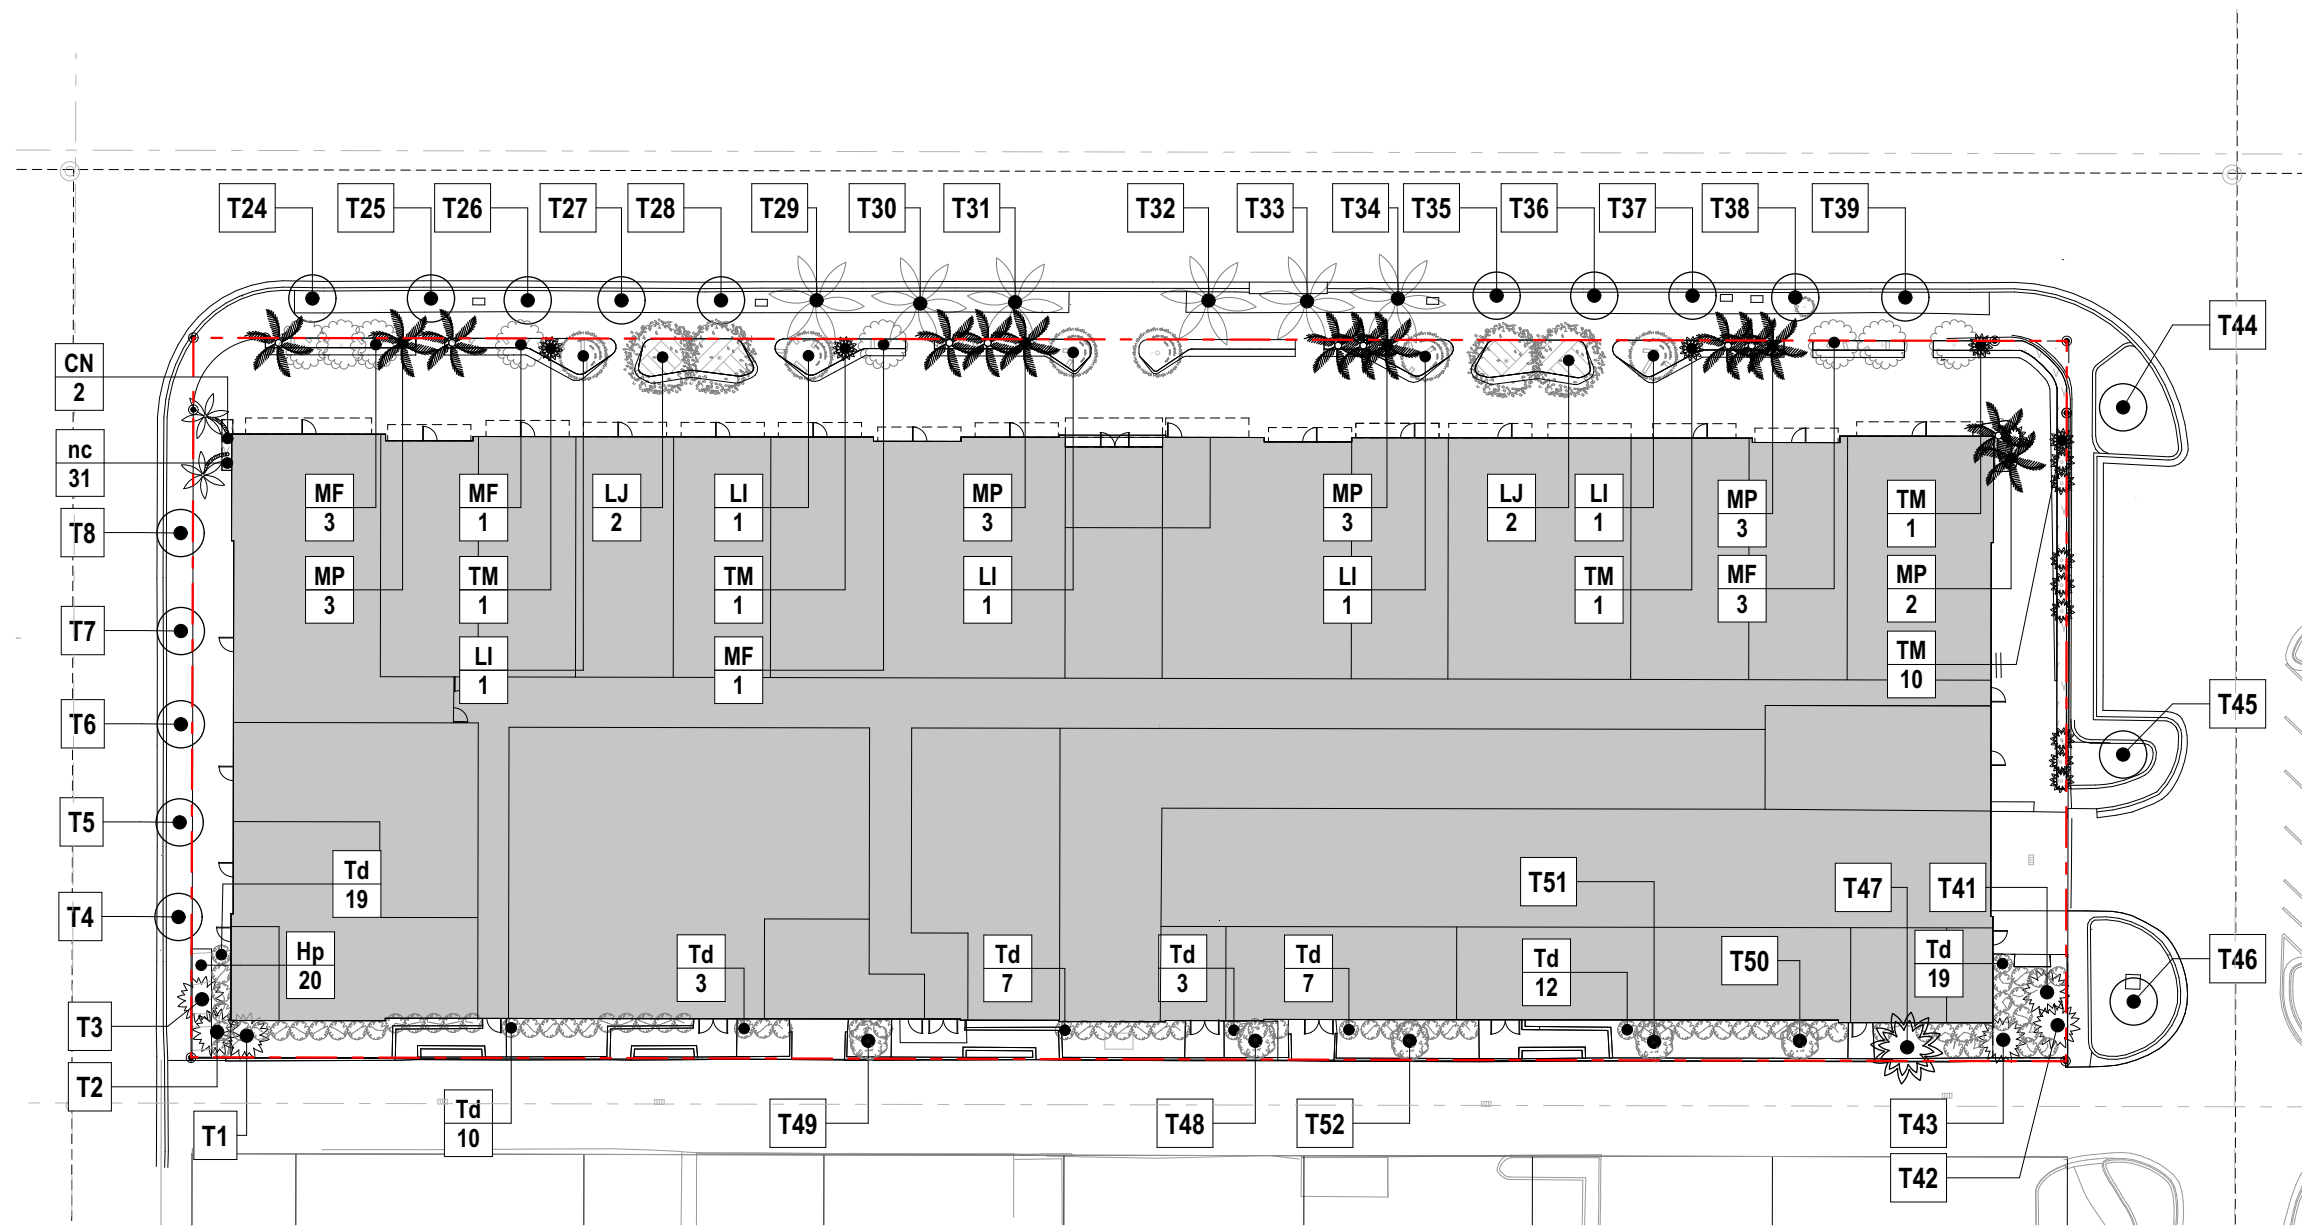 T24
T25
T26
T27
T28
T29
T30
T31
T32
T33
T34
T35
T36
T37
T38
T39
T44
CN
2
nc
31
MF
3
MF
1
LJ
2
LI
1
MP
3
MP
3
LJ
2
LI
1
MP
3
TM
1
T8
MP
3
TM
1
TM
1
LI
1
LI
1
TM
1
MF
3
MP
2
T7
LI
1
MF
1
TM
10
T6
T45
T5
Td
19
T51
T47
T41
T4
Hp
20
Td
3
Td
7
Td
3
Td
7
Td
12
T50
Td
19
T46
T3
T2
T1
Td
10
T49
T48
T52
T43
T42